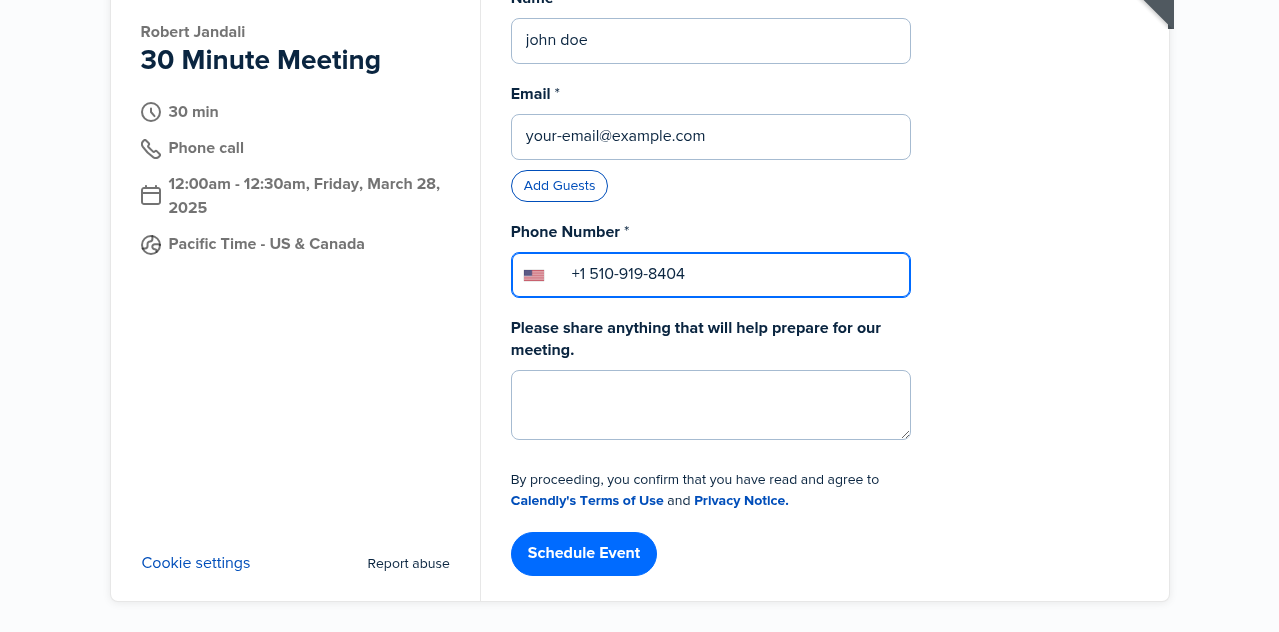 Robert Jandali
30 Minute Meeting
30 min
Phone call
12:00am - 12:30am, Friday, March 28,
2025
Pacific Time - US & Canada
Cookie settings
Report abuse
Name
john doe
Email *
your-email@example.com
Add Guests
Phone Number *
+1 510-919-8404
Please share anything that will help prepare for our
meeting.
By proceeding, you confirm that you have read and agree to
Calendly's Terms of Use and Privacy Notice.
Schedule Event